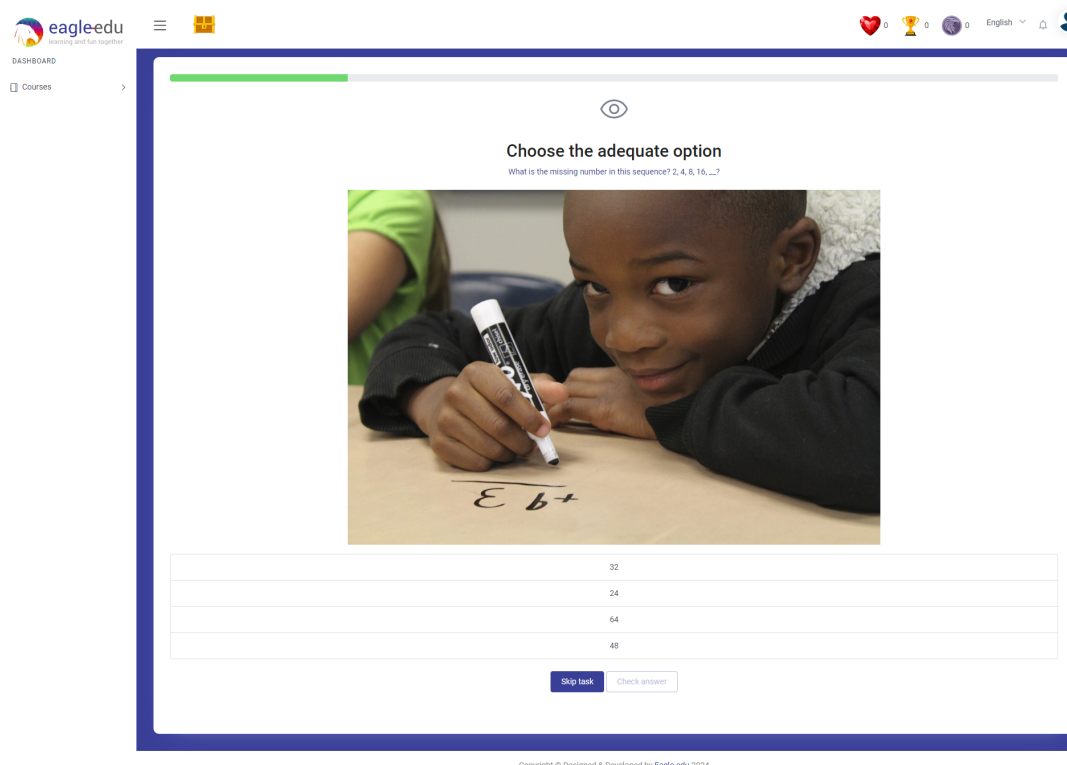 eagle-edu
learning and fun together
0
0
0
English
DASHBOARD
Courses
Choose the adequate option
What is the missing number in this sequence? 2, 4, 8, 16, __?
32
24
64
48
Skip task
Check answer
Copyright © Designed & Developed by Eagle-edu 2024